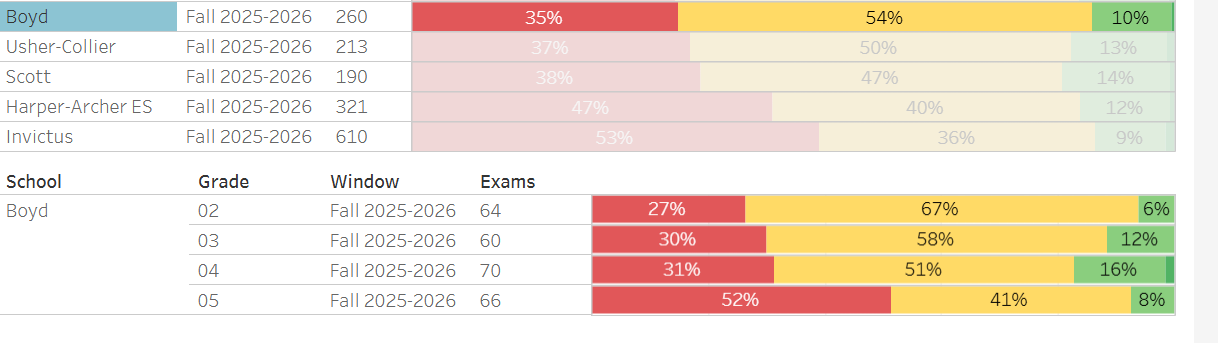 Boyd Fall 2025-2026 260 35% 54% 10%
Usher-Collier Fall 2025-2026 213 37% 50% 13%
Scott Fall 2025-2026 190 38% 47% 14%
Harper-Archer ES Fall 2025-2026 321 47% 40% 12%
Invictus Fall 2025-2026 610 53% 36% 9%
School Grade Window Exams
Boyd 02 Fall 2025-2026 64 27% 67% 6%
03 Fall 2025-2026 60 30% 58% 12%
04 Fall 2025-2026 70 31% 51% 16%
05 Fall 2025-2026 66 52% 41% 8%